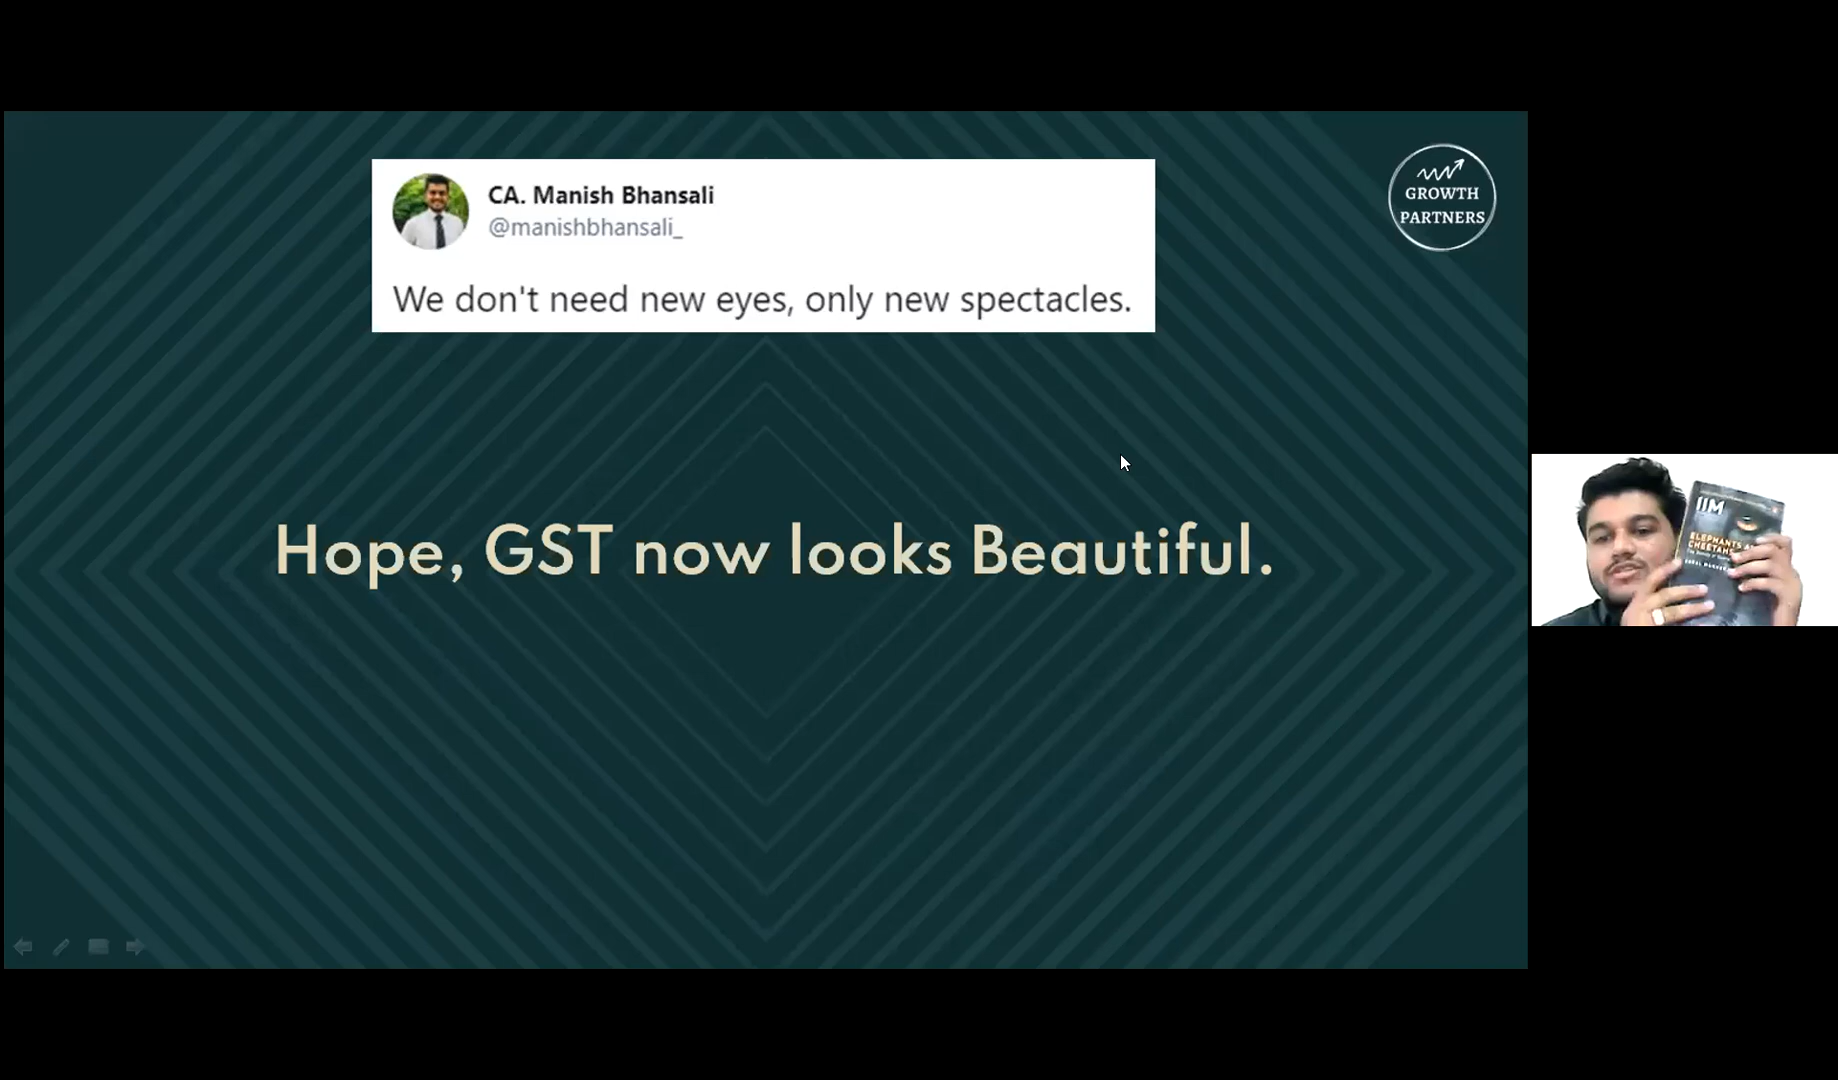 CA. Manish Bhansali
@manishbhansali_
We don't need new eyes, only new spectacles.
GROWTH
PARTNERS
Hope, GST now looks Beautiful.
IIM
ELEPHANTS A
CHEETAHS